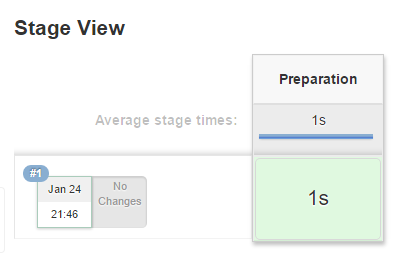 Stage View
Preparation
Average stage times:
1s
#1
Jan 24
21:46
No
Changes
1s